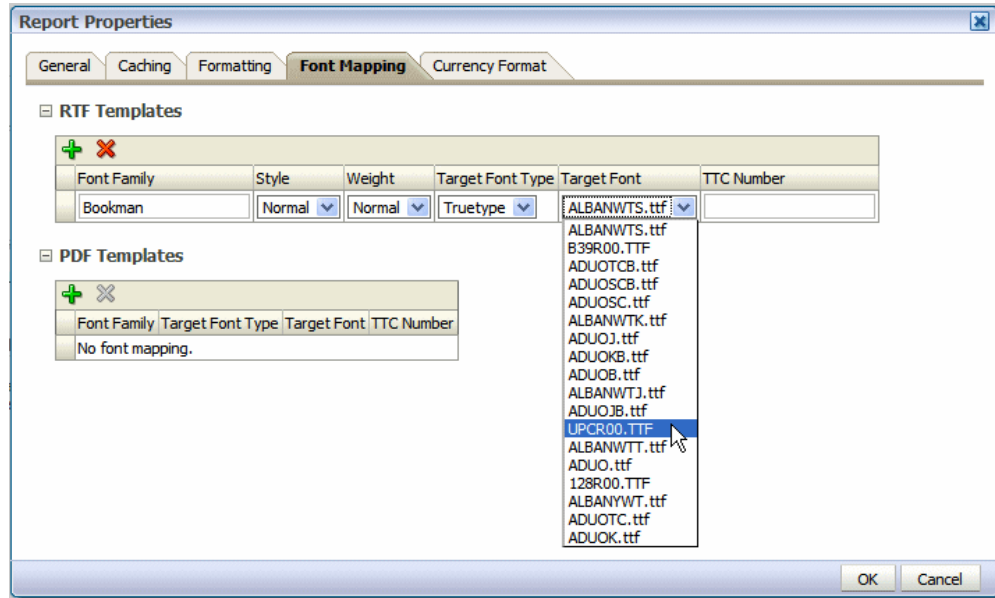 Report Properties
General Caching Formatting Font Mapping Currency Format
RTF Templates
Font Family Style Weight Target Font Type Target Font TTC Number
Bookman Normal Normal Truetype ALBANWTS.ttf
ALBANWTS.ttf
B39R00.TTF
ADUOTCB.ttf
ADUOSCB.ttf
ADUOSC.ttf
ALBANWTK.ttf
ADUOJ.ttf
ADUOKB.ttf
ADUOB.ttf
ALBANWTJ.ttf
ADUOJB.ttf
UPCR00.TTF
ALBANWTT.ttf
ADUO.ttf
128R00.TTF
ALBANYWT.ttf
ADUOTC.ttf
ADUOK.ttf
PDF Templates
Font Family Target Font Type Target Font TTC Number
No font mapping.
OK Cancel